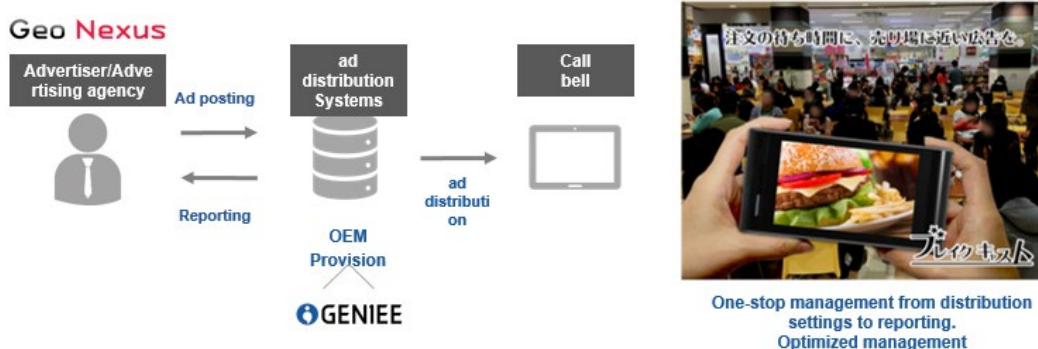 Geo Nexus
Advertiser/Adve
rtising agency
Ad posting
Reporting
ad
distribution
Systems
OEM
Provision
GENIEE
ad
distributi
on
Call
bell
注文の待ち時間に、売り場に近い広告を。
ブレイクキャスト
One-stop management from distribution
settings to reporting.
Optimized management